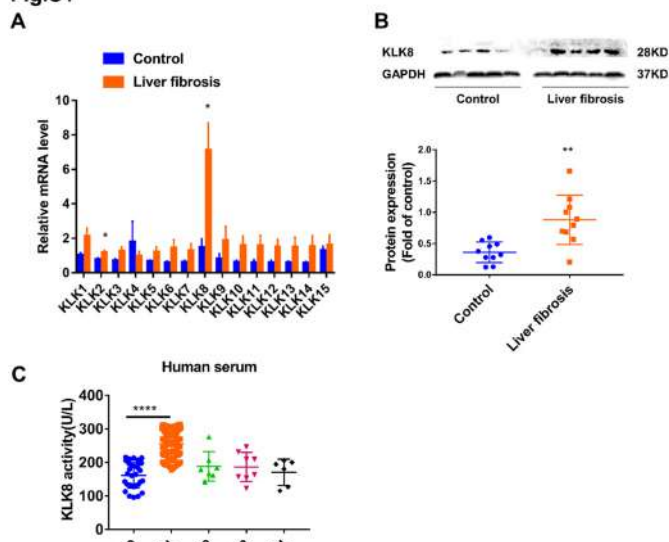 A
Control
Liver fibrosis
Relative mRNA level
10
8
6
4
2
0
*
*
KLK1
KLK2
KLK3
KLK4
KLK5
KLK6
KLK7
KLK8
KLK9
KLK10
KLK11
KLK12
KLK13
KLK14
KLK15
B
KLK8
28KD
GAPDH
37KD
Control
Liver fibrosis
Protein expression
(Fold of control)
2.0
1.5
1.0
0.5
0.0
**
Control
Liver fibrosis
C
Human serum
KLK8 activity(U/L)
400
300
200
100
0
****